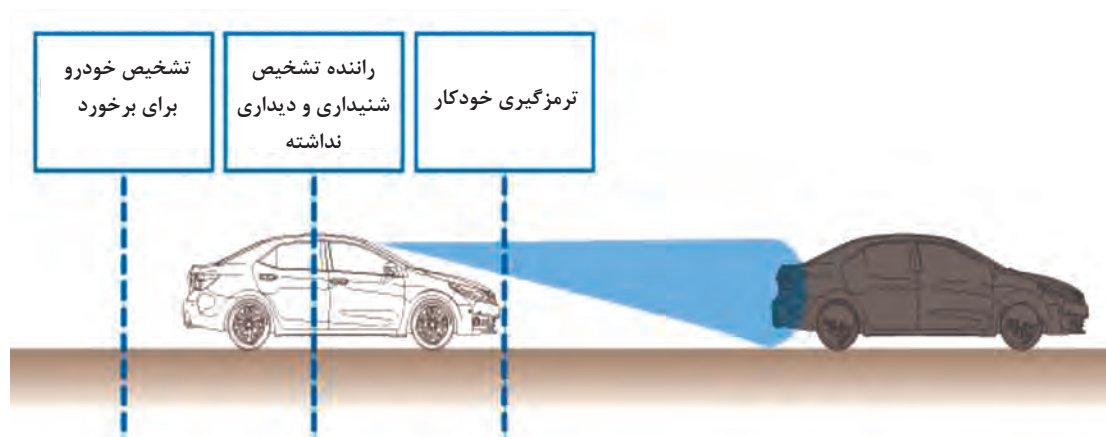 تشخیص خودرو
برای برخورد
راننده تشخیص
شنیداری و دیداری
نداشته
ترمزگیری خودکار